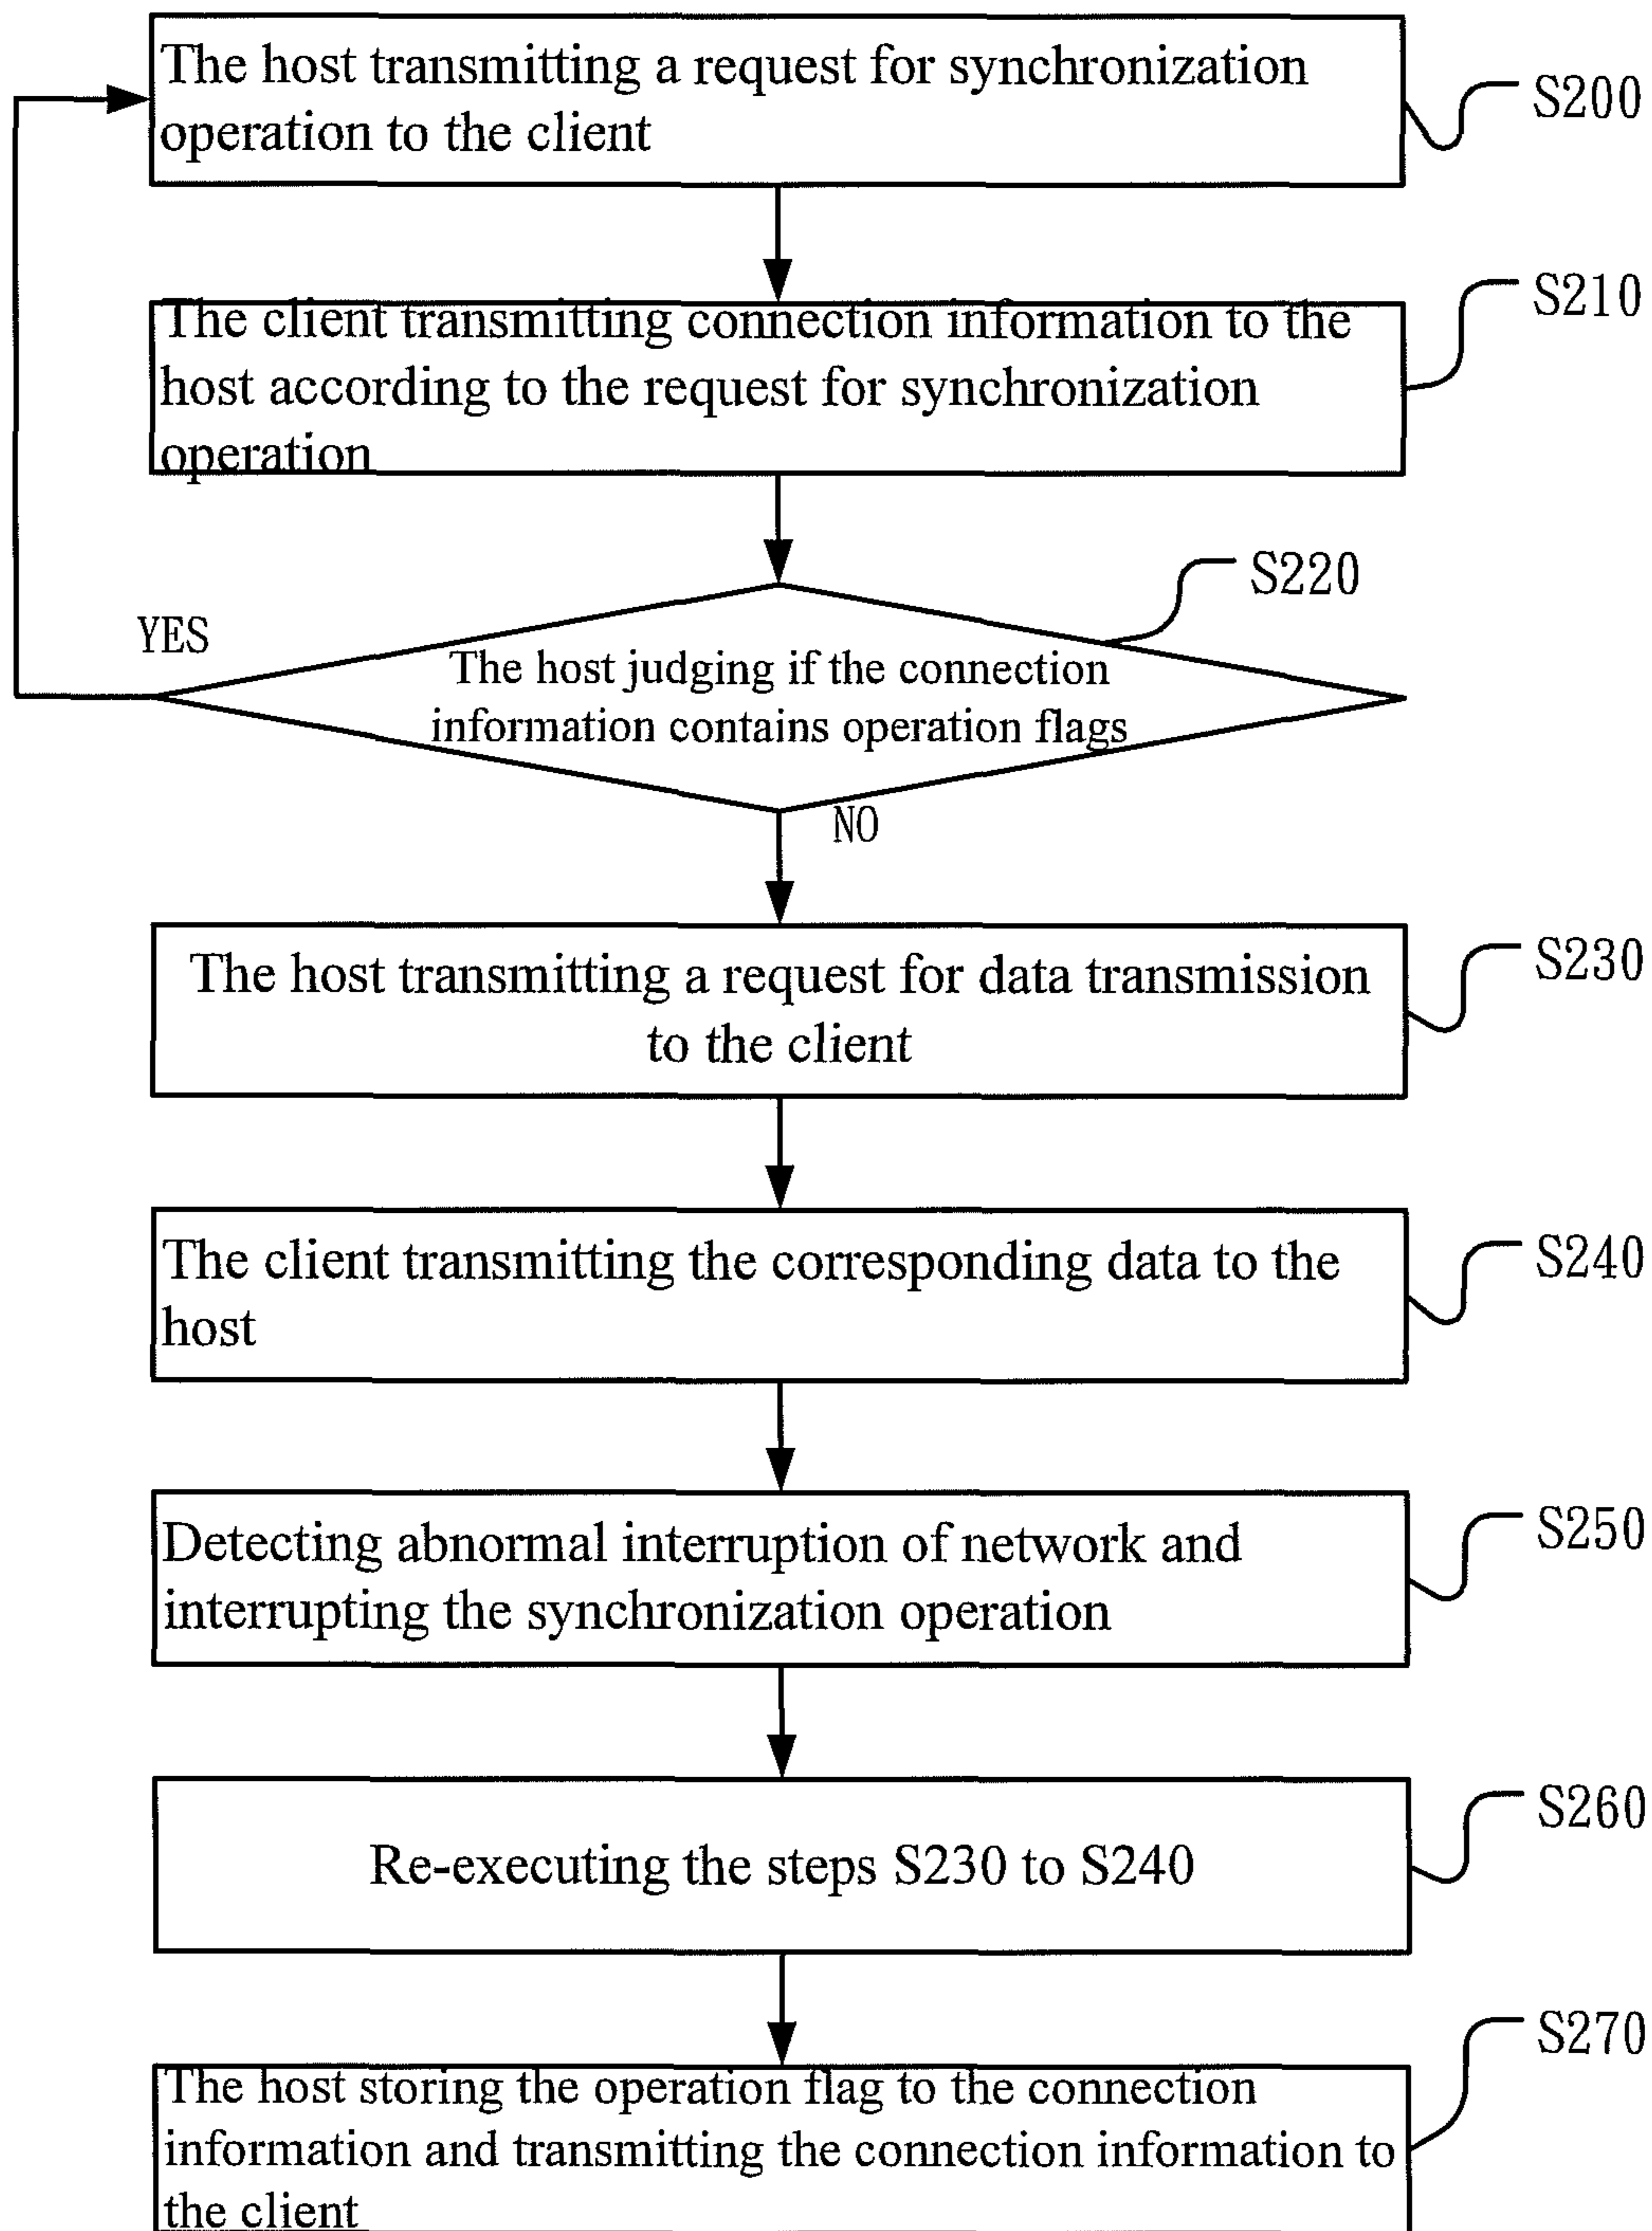 The host transmitting a request for synchronization
operation to the client
S200
The client transmitting connection information to the
host according to the request for synchronization
operation
S210
S220
YES
The host judging if the connection
information contains operation flags
NO
The host transmitting a request for data transmission
to the client
S230
The client transmitting the corresponding data to the
host
S240
Detecting abnormal interruption of network and
interrupting the synchronization operation
S250
Re-executing the steps S230 to S240
S260
The host storing the operation flag to the connection
information and transmitting the connection information to
the client
S270